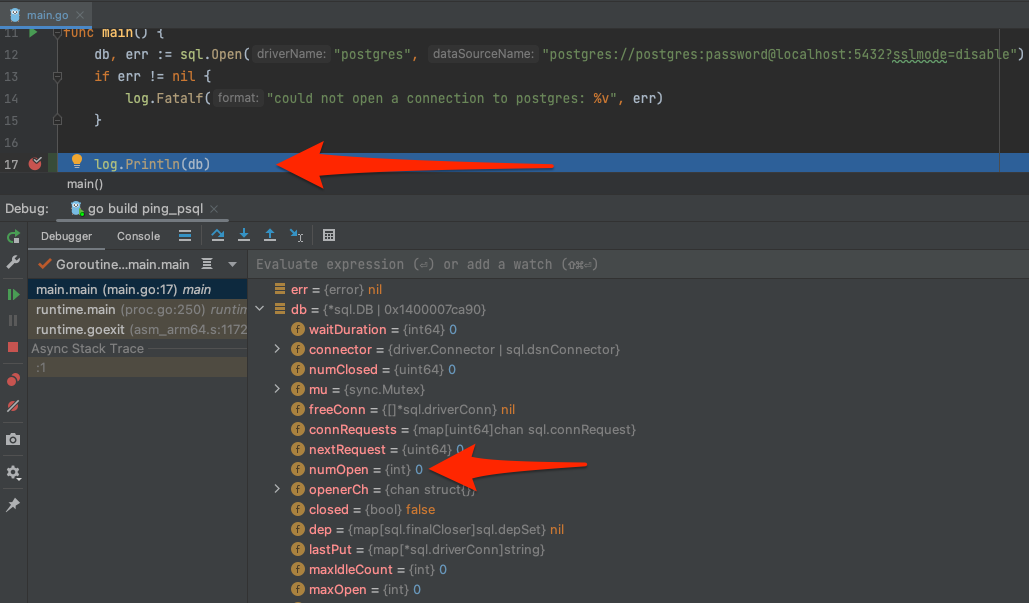 main.go
11 func main() {
12 db, err := sql.Open( driverName: "postgres", dataSourceName: "postgres://postgres:password@localhost:5432?sslmode=disable")
13 if err != nil {
14 log.Fatalf( format: "could not open a connection to postgres: %v", err)
15 }
16
17 log.Println(db)
main()
Debug: go build ping_psql
Debugger Console
Goroutine...main.main Evaluate expression (⏎) or add a watch (⇧⌘⏎)
main.main (main.go:17) main
runtime.main (proc.go:250) runtim
runtime.goexit (asm_arm64.s:1172
Async Stack Trace
:1
err = {error} nil
db = {*sql.DB | 0x1400007ca90}
waitDuration = {int64} 0
connector = {driver.Connector | sql.dsnConnector}
numClosed = {uint64} 0
mu = {sync.Mutex}
freeConn = {[]*sql.driverConn} nil
connRequests = {map[uint64]chan sql.connRequest}
nextRequest = {uint64} 0
numOpen = {int} 0
openerCh = {chan struct{}}
closed = {bool} false
dep = {map[sql.finalCloser]sql.depSet} nil
lastPut = {map[*sql.driverConn]string}
maxIdleCount = {int} 0
maxOpen = {int} 0